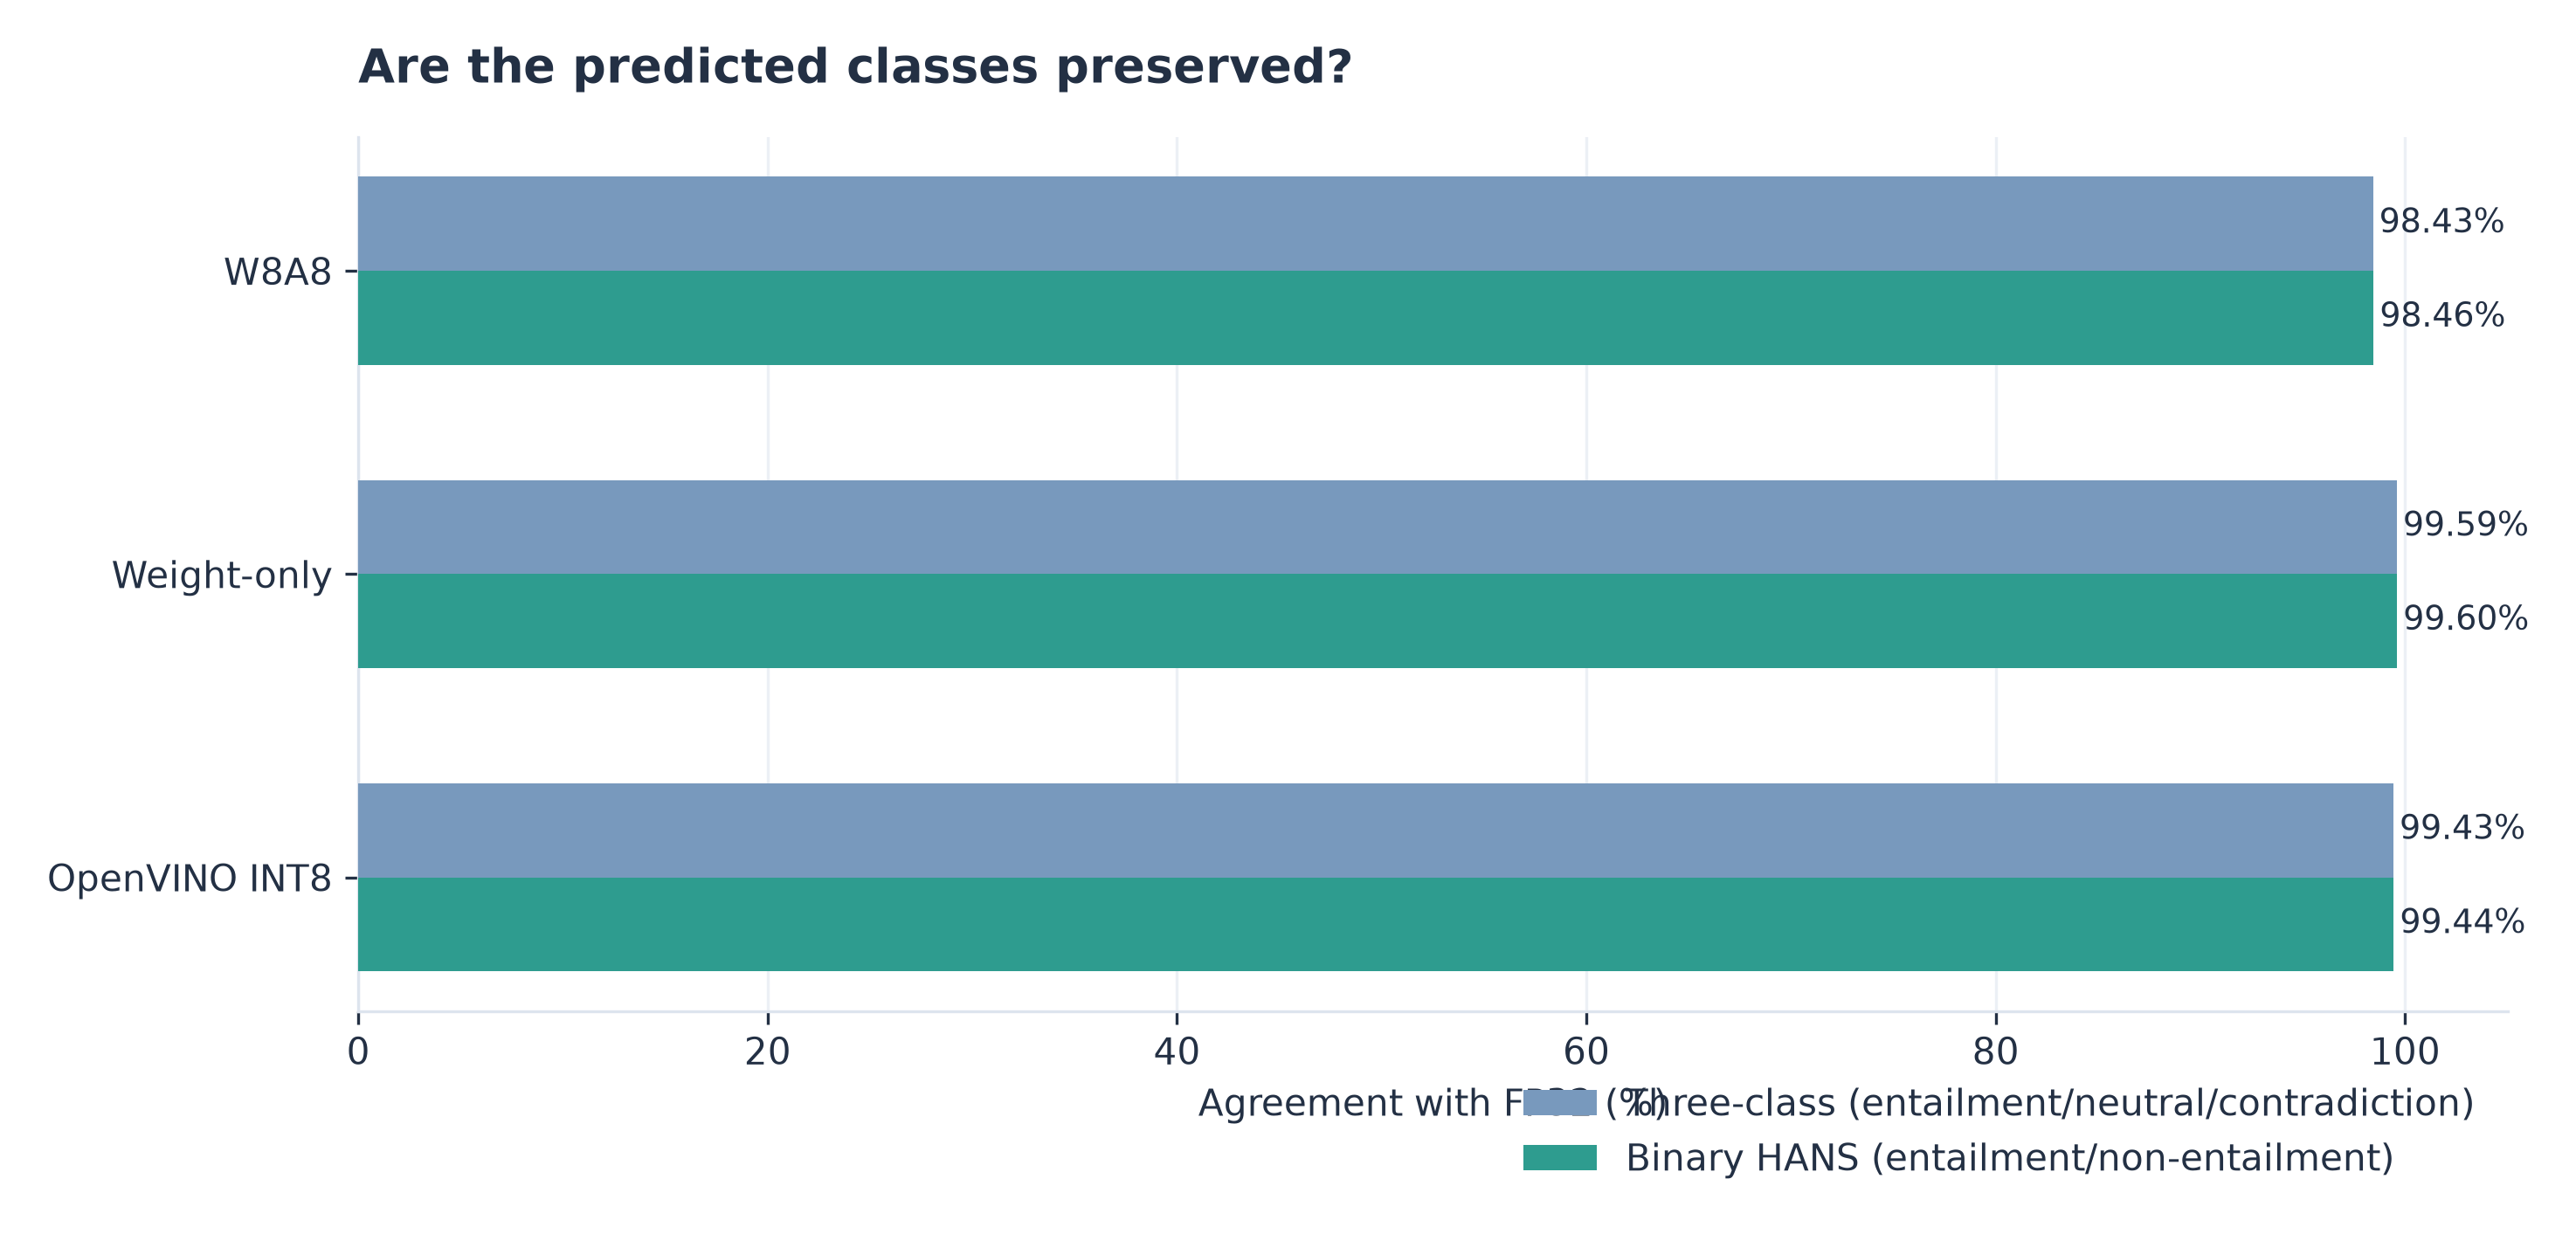 Are the predicted classes preserved?
W8A8
98.43%
98.46%
Weight-only
99.59%
99.60%
OpenVINO INT8
99.43%
99.44%
0 20 40 60 80 100
Agreement with (%)
Three-class (entailment/neutral/contradiction)
Binary HANS (entailment/non-entailment)